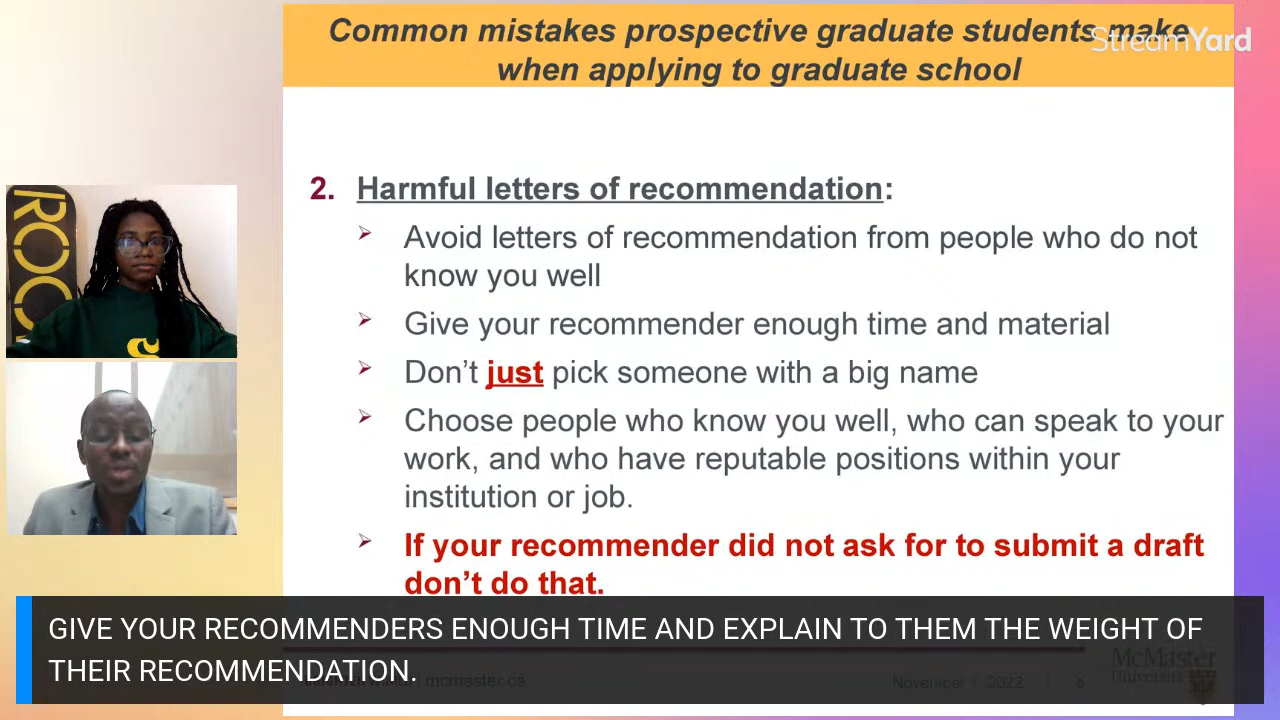 Common mistakes prospective graduate students make
when applying to graduate school
StreamYard
2. Harmful letters of recommendation:
Avoid letters of recommendation from people who do not
know you well
Give your recommender enough time and material
Don't just pick someone with a big name
Choose people who know you well, who can speak to your
work, and who have reputable positions within your
institution or job.
If your recommender did not ask for to submit a draft
don't do that.
GIVE YOUR RECOMMENDERS ENOUGH TIME AND EXPLAIN TO THEM THE WEIGHT OF
THEIR RECOMMENDATION.
mcmaster.ca
November
2022
McMaster
University